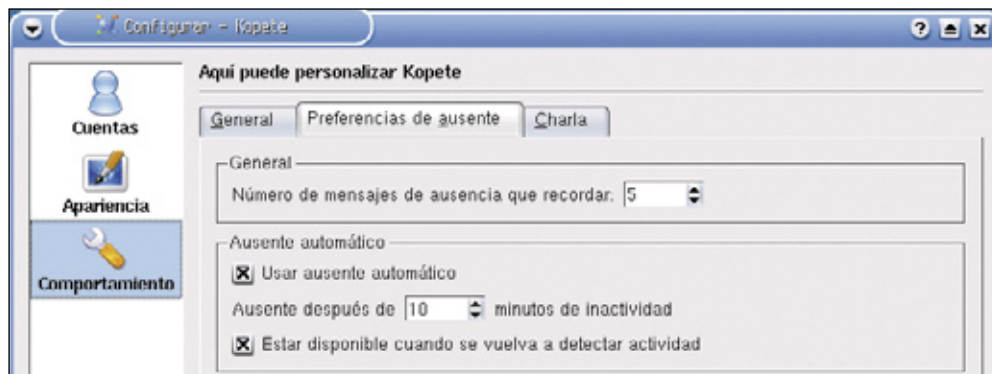 Configurar - Kopete
Aquí puede personalizar Kopete
Cuentas
Apariencia
Comportamiento
General
Preferencias de ausente
Charla
General
Número de mensajes de ausencia que recordar: 5
Ausente automático
Usar ausente automático
Ausente después de 10 minutos de inactividad
Estar disponible cuando se vuelva a detectar actividad